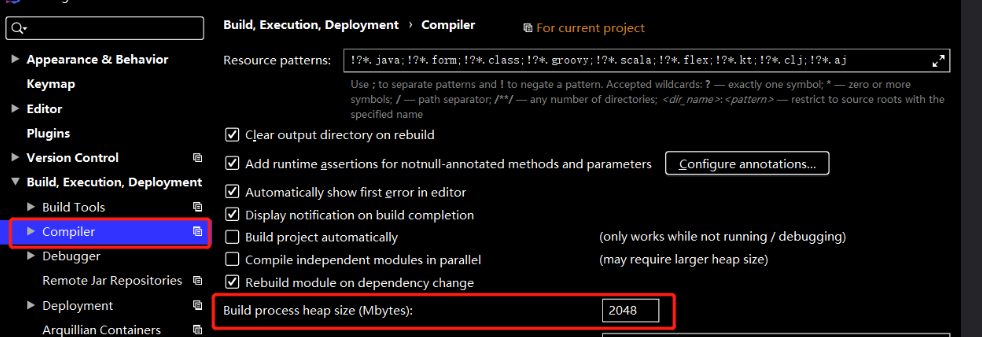 Build, Execution, Deployment › Compiler
For current project
Appearance & Behavior
Keymap
Editor
Plugins
Version Control
Build, Execution, Deployment
Build Tools
Compiler
Debugger
Remote Jar Repositories
Deployment
Arquillian Containers
Resource patterns: !?*.java;!?*.form;!?*.class;!?*.groovy;!?*.scala;!?*.flex;!?*.kt;!?*.clj;!?*.aj
Use ; to separate patterns and ! to negate a pattern. Accepted wildcards: ? — exactly one symbol; * — zero or more
symbols; / — path separator; /**/ — any number of directories; <dir_name>:<pattern> — restrict to source roots with the
specified name
Clear output directory on rebuild
Add runtime assertions for notnull-annotated methods and parameters Configure annotations...
Automatically show first error in editor
Display notification on build completion
Build project automatically (only works while not running / debugging)
Compile independent modules in parallel (may require larger heap size)
Rebuild module on dependency change
Build process heap size (Mbytes): 2048